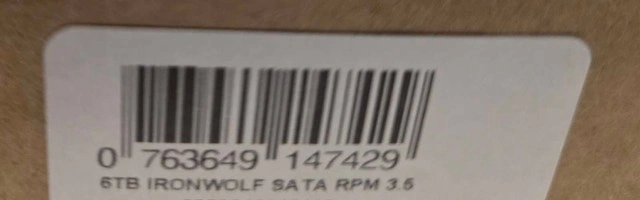 0 763649 147429
6TB IRONWOLF SATA RPM 3.5